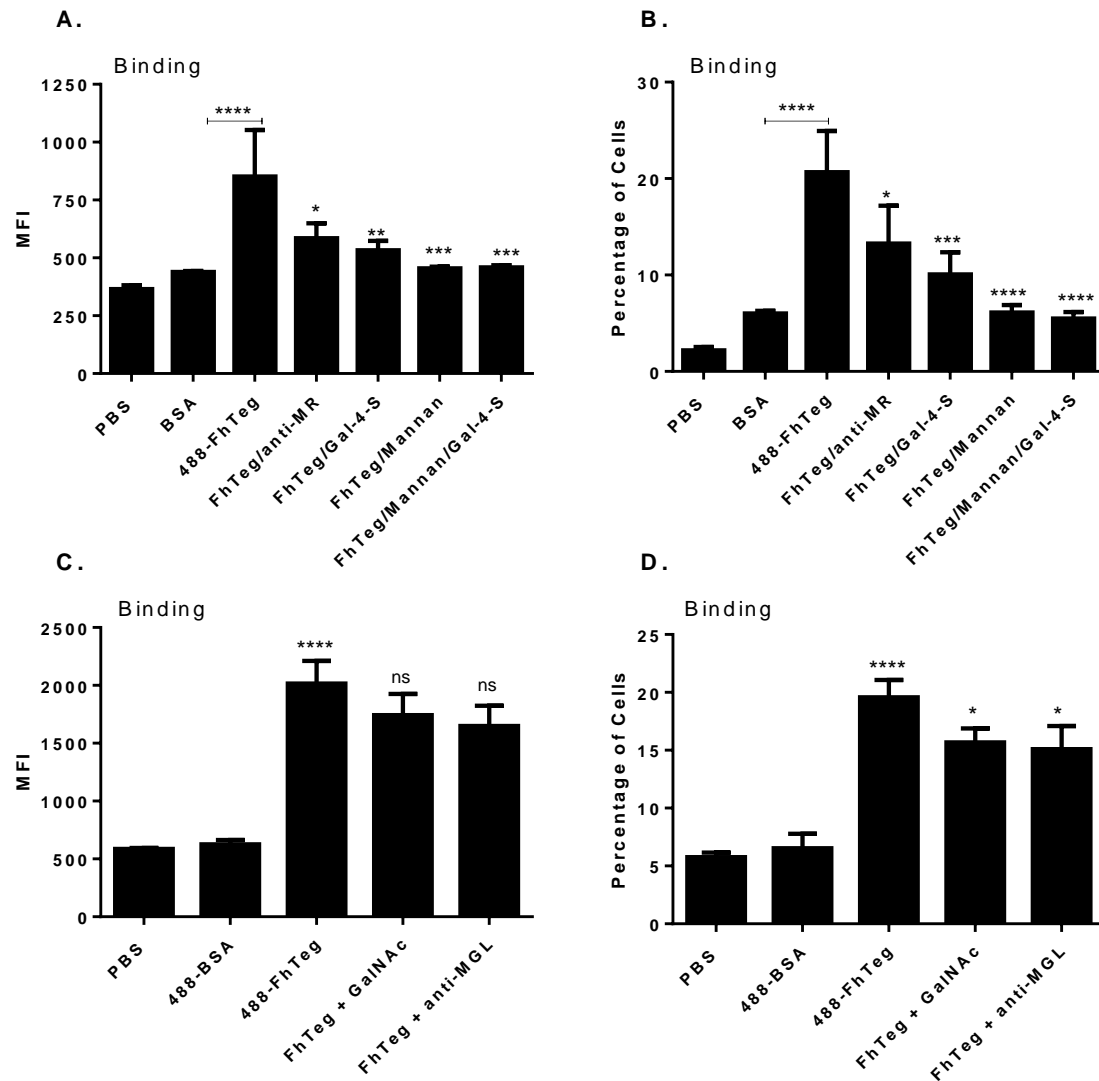 A.
Binding
MFI
1250
1000
750
500
250
0
****
*
**
***
***
PBS
BSA
488-FhTeg
FhTeg/anti-MR
FhTeg/Gal-4-S
FhTeg/Mannan
FhTeg/Mannan/Gal-4-S
B.
Binding
Percentage of Cells
30
20
10
0
****
*
***
****
****
PBS
BSA
488-FhTeg
FhTeg/anti-MR
FhTeg/Gal-4-S
FhTeg/Mannan
FhTeg/Mannan/Gal-4-S
C.
Binding
MFI
2500
2000
1500
1000
500
0
****
ns
ns
PBS
488-BSA
488-FhTeg
FhTeg + GalNAc
FhTeg + anti-MGL
D.
Binding
Percentage of Cells
25
20
15
10
5
0
****
*
*
PBS
488-BSA
488-FhTeg
FhTeg + GalNAc
FhTeg + anti-MGL